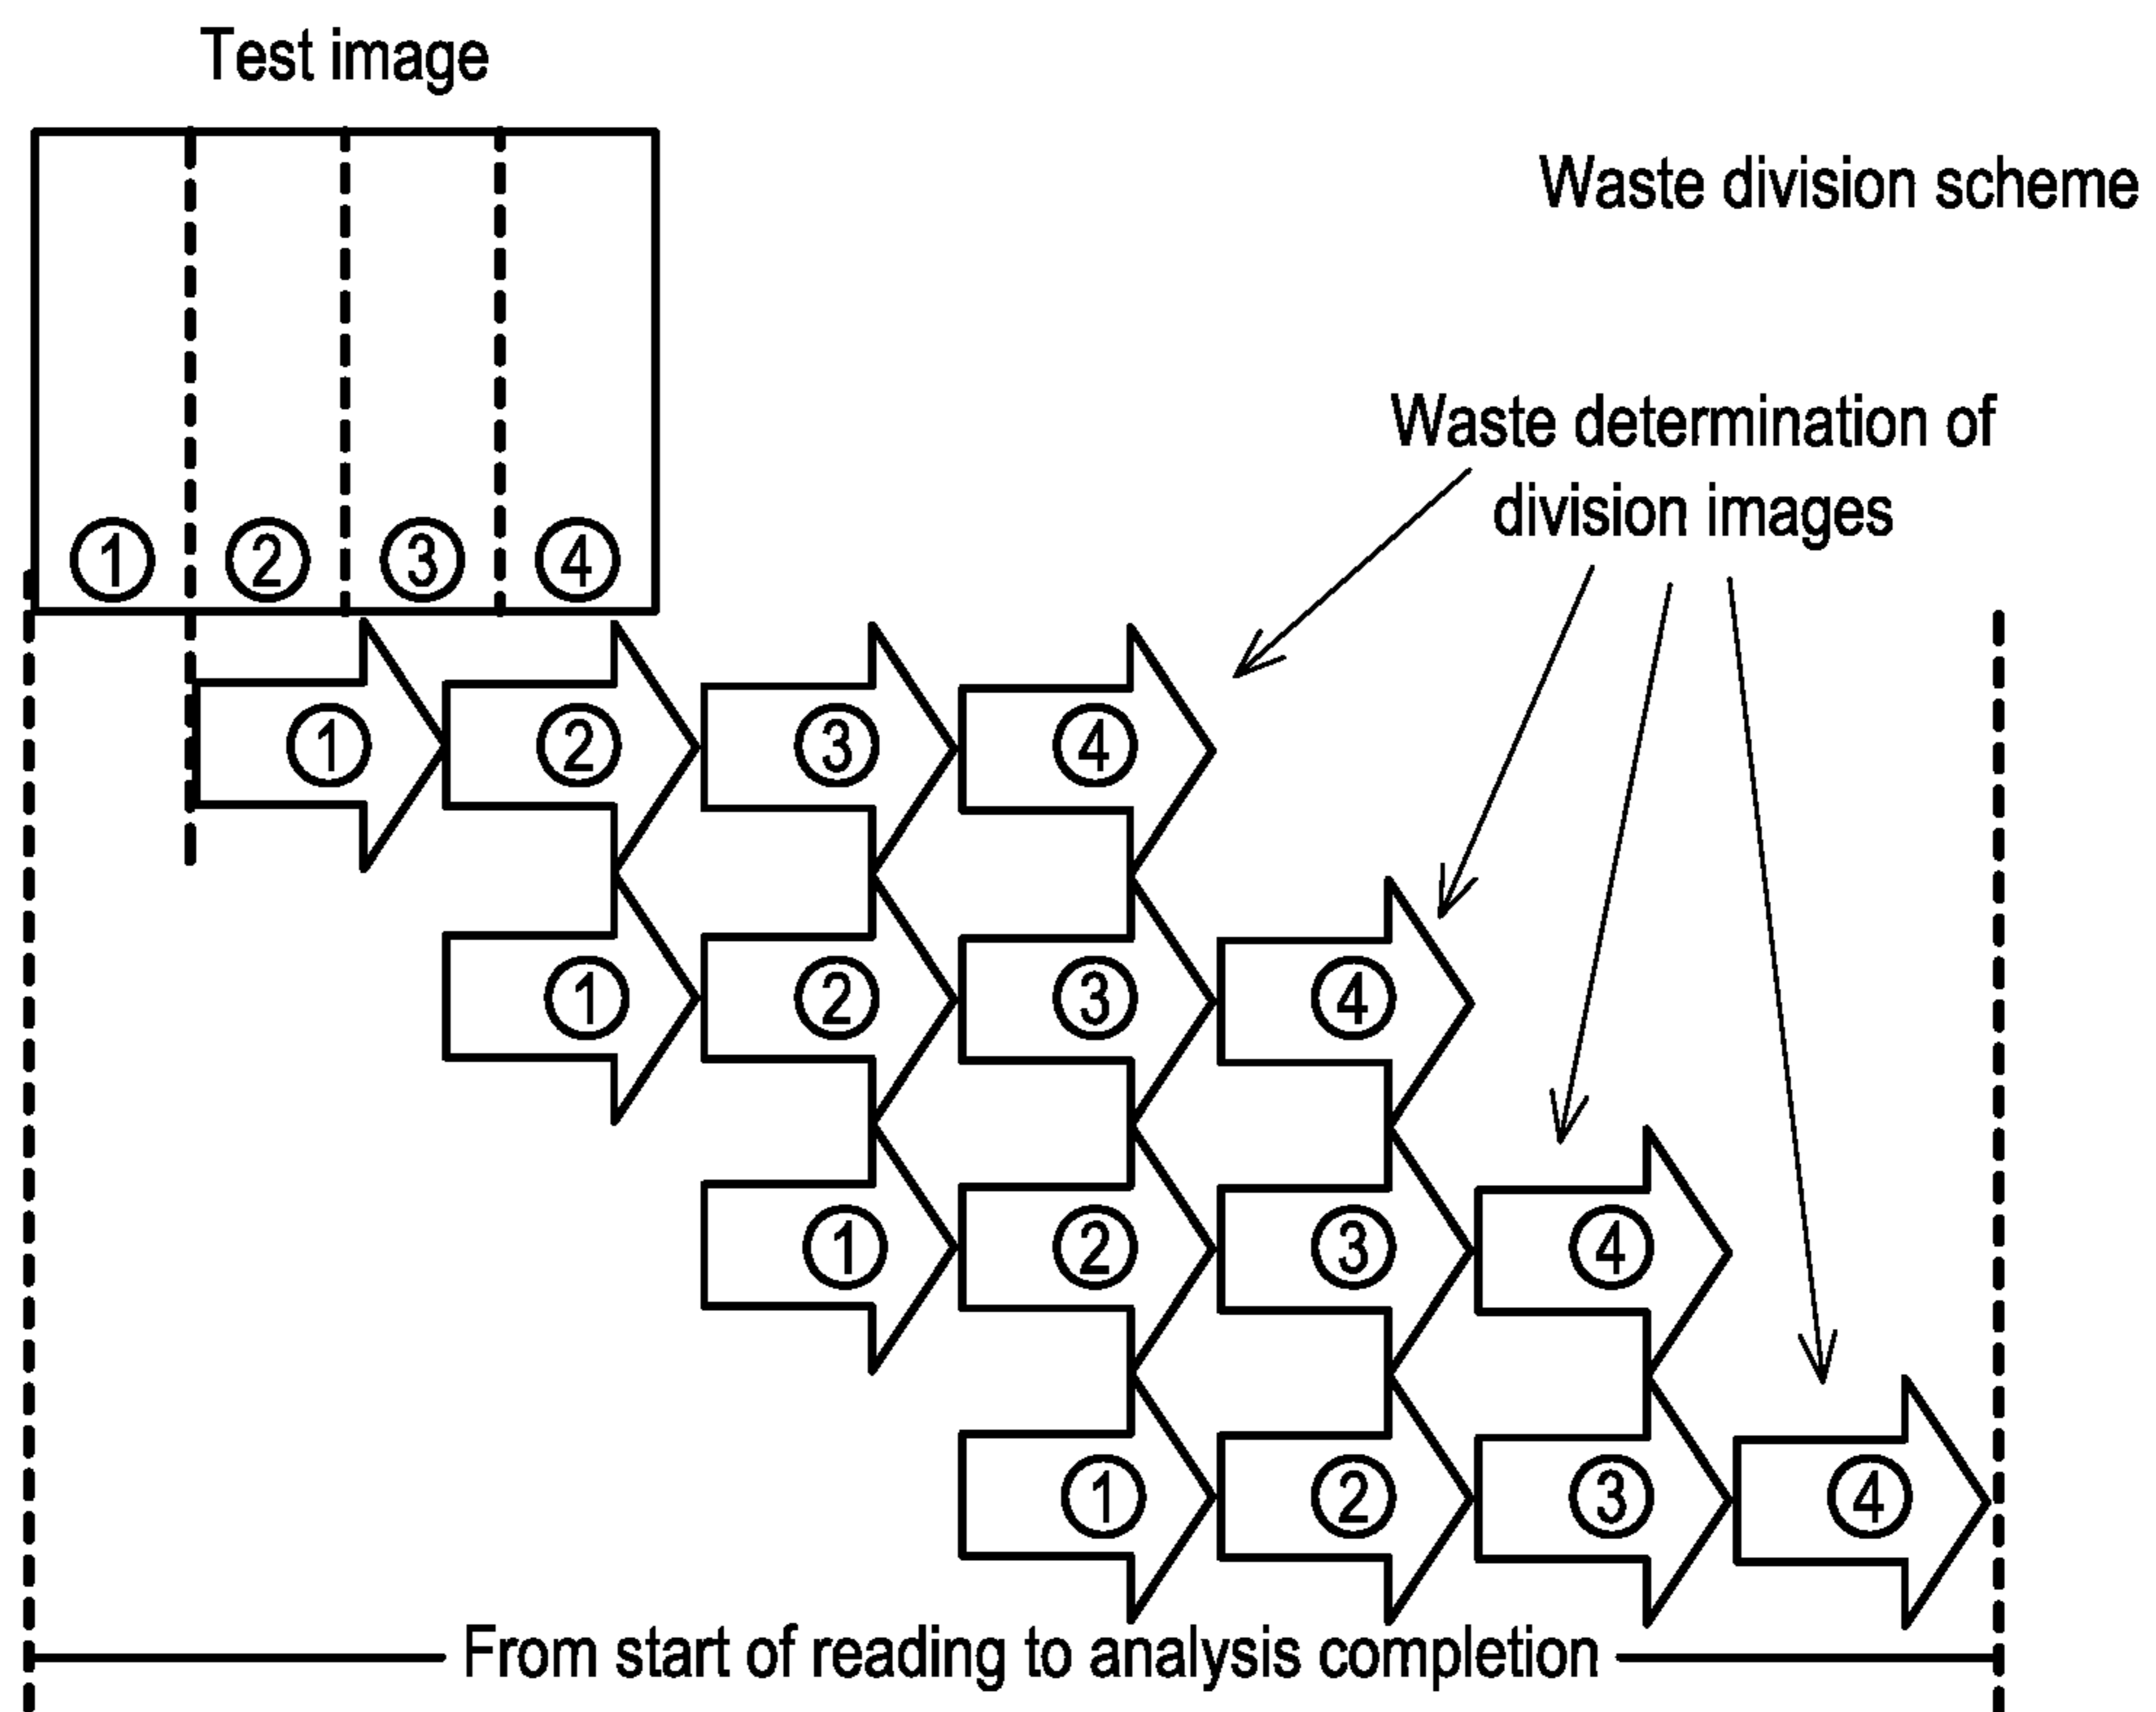 Test image
Waste division scheme
Waste determination of
division images
① ② ③ ④
① ② ③ ④
① ② ③ ④
① ② ③ ④
① ② ③ ④
From start of reading to analysis completion